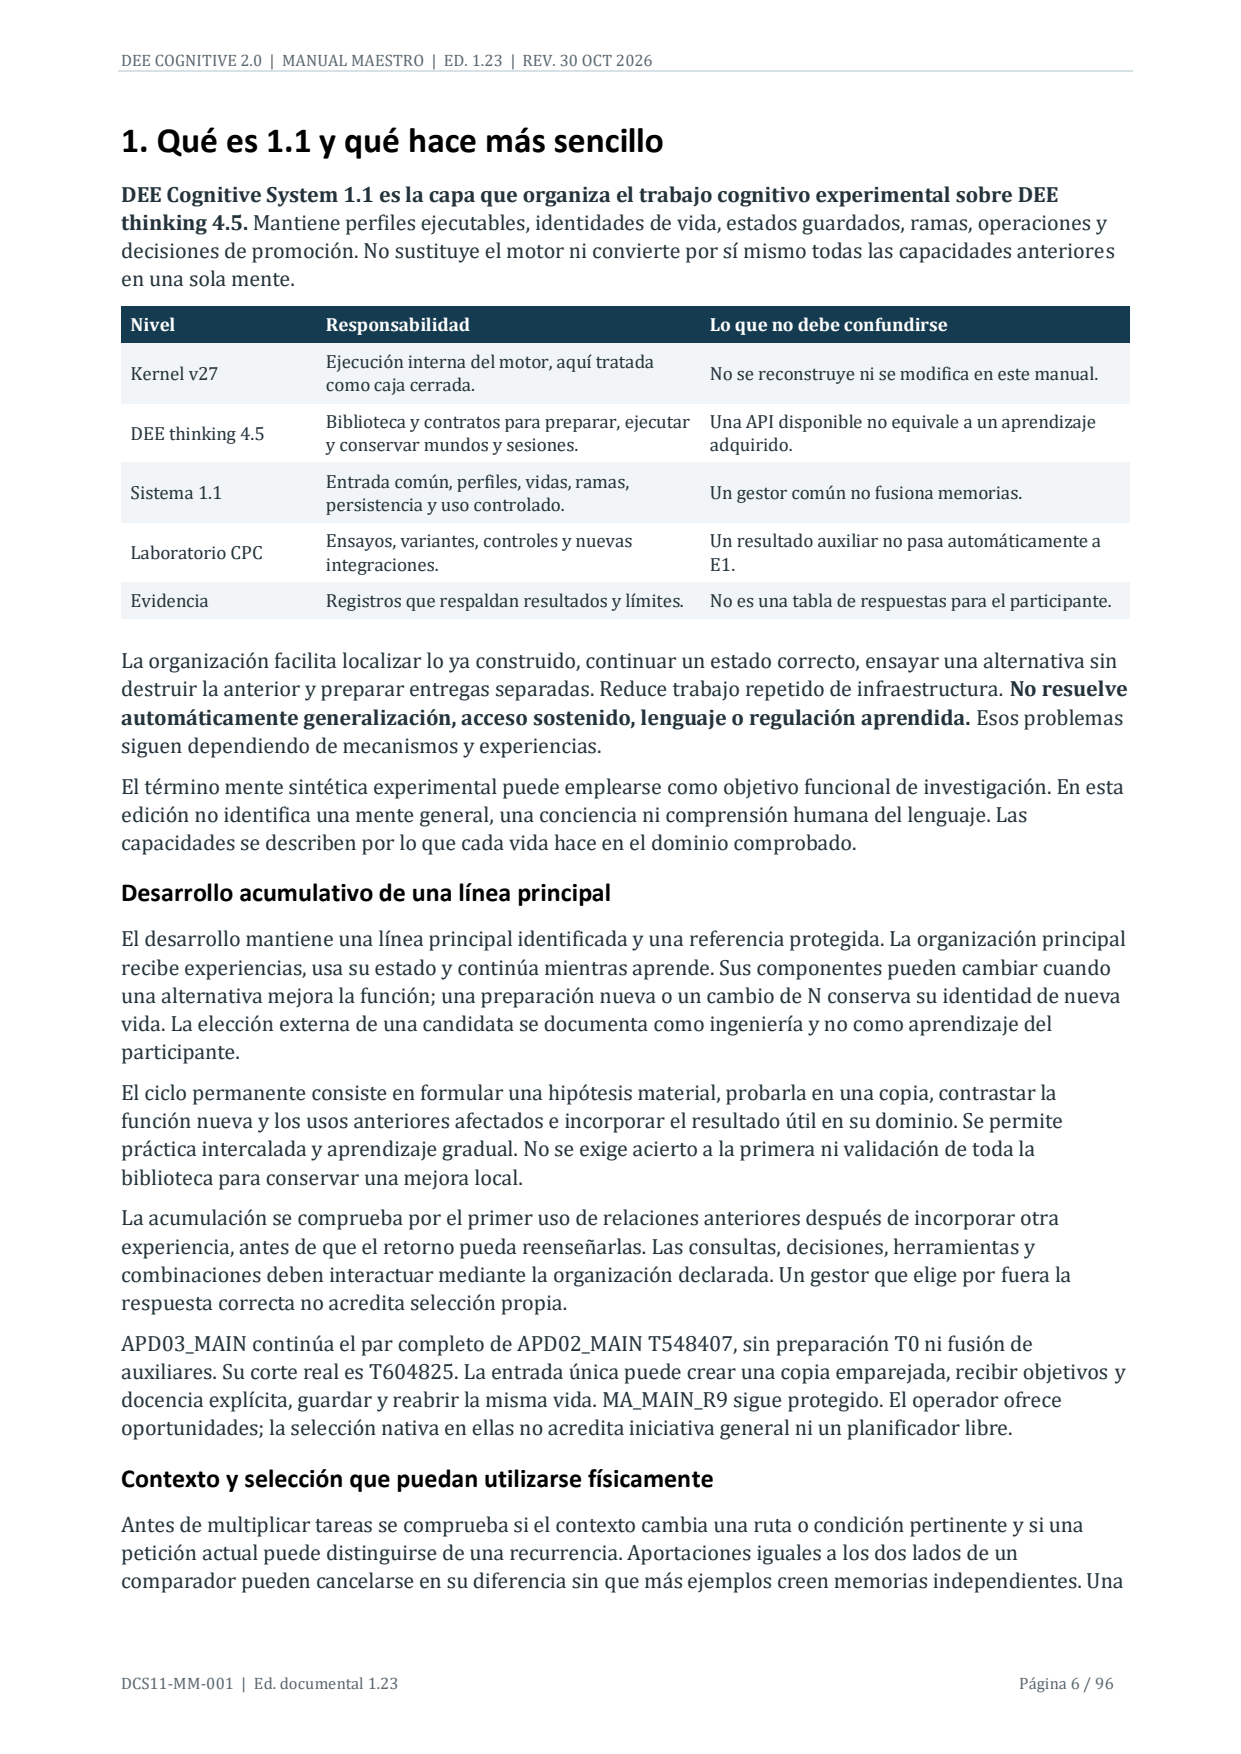 DEE COGNITIVE 2.0 | MANUAL MAESTRO | ED. 1.23 | REV. 30 OCT 2026
1. Qué es 1.1 y qué hace más sencillo
DEE Cognitive System 1.1 es la capa que organiza el trabajo cognitivo experimental sobre DEE
thinking 4.5. Mantiene perfiles ejecutables, identidades de vida, estados guardados, ramas, operaciones y
decisiones de promoción. No sustituye el motor ni convierte por sí mismo todas las capacidades anteriores
en una sola mente.
Nivel Responsabilidad Lo que no debe confundirse
Kernel v27 Ejecución interna del motor, aquí tratada
como caja cerrada. No se reconstruye ni se modifica en este manual.
DEE thinking 4.5 Biblioteca y contratos para preparar, ejecutar
y conservar mundos y sesiones. Una API disponible no equivale a un aprendizaje
adquirido.
Sistema 1.1 Entrada común, perfiles, vidas, ramas,
persistencia y uso controlado. Un gestor común no fusiona memorias.
Laboratorio CPC Ensayos, variantes, controles y nuevas
integraciones. Un resultado auxiliar no pasa automáticamente a
E1.
Evidencia Registros que respaldan resultados y límites. No es una tabla de respuestas para el participante.
La organización facilita localizar lo ya construido, continuar un estado correcto, ensayar una alternativa sin
destruir la anterior y preparar entregas separadas. Reduce trabajo repetido de infraestructura. No resuelve
automáticamente generalización, acceso sostenido, lenguaje o regulación aprendida. Esos problemas
siguen dependiendo de mecanismos y experiencias.
El término mente sintética experimental puede emplearse como objetivo funcional de investigación. En esta
edición no identifica una mente general, una conciencia ni comprensión humana del lenguaje. Las
capacidades se describen por lo que cada vida hace en el dominio comprobado.
Desarrollo acumulativo de una línea principal
El desarrollo mantiene una línea principal identificada y una referencia protegida. La organización principal
recibe experiencias, usa su estado y continúa mientras aprende. Sus componentes pueden cambiar cuando
una alternativa mejora la función; una preparación nueva o un cambio de N conserva su identidad de nueva
vida. La elección externa de una candidata se documenta como ingeniería y no como aprendizaje del
participante.
El ciclo permanente consiste en formular una hipótesis material, probarla en una copia, contrastar la
función nueva y los usos anteriores afectados e incorporar el resultado útil en su dominio. Se permite
práctica intercalada y aprendizaje gradual. No se exige acierto a la primera ni validación de toda la
biblioteca para conservar una mejora local.
La acumulación se comprueba por el primer uso de relaciones anteriores después de incorporar otra
experiencia, antes de que el retorno pueda reenseñarlas. Las consultas, decisiones, herramientas y
combinaciones deben interactuar mediante la organización declarada. Un gestor que elige por fuera la
respuesta correcta no acredita selección propia.
APD03_MAIN continúa el par completo de APD02_MAIN T548407, sin preparación T0 ni fusión de
auxiliares. Su corte real es T604825. La entrada única puede crear una copia emparejada, recibir objetivos y
docencia explícita, guardar y reabrir la misma vida. MA_MAIN_R9 sigue protegido. El operador ofrece
oportunidades; la selección nativa en ellas no acredita iniciativa general ni un planificador libre.
Contexto y selección que puedan utilizarse físicamente
Antes de multiplicar tareas se comprueba si el contexto cambia una ruta o condición pertinente y si una
petición actual puede distinguirse de una recurrencia. Aportaciones iguales a los dos lados de un
comparador pueden cancelarse en su diferencia sin que más ejemplos creen memorias independientes. Una
DCS11-MM-001 | Ed. documental 1.23 Página 6 / 96